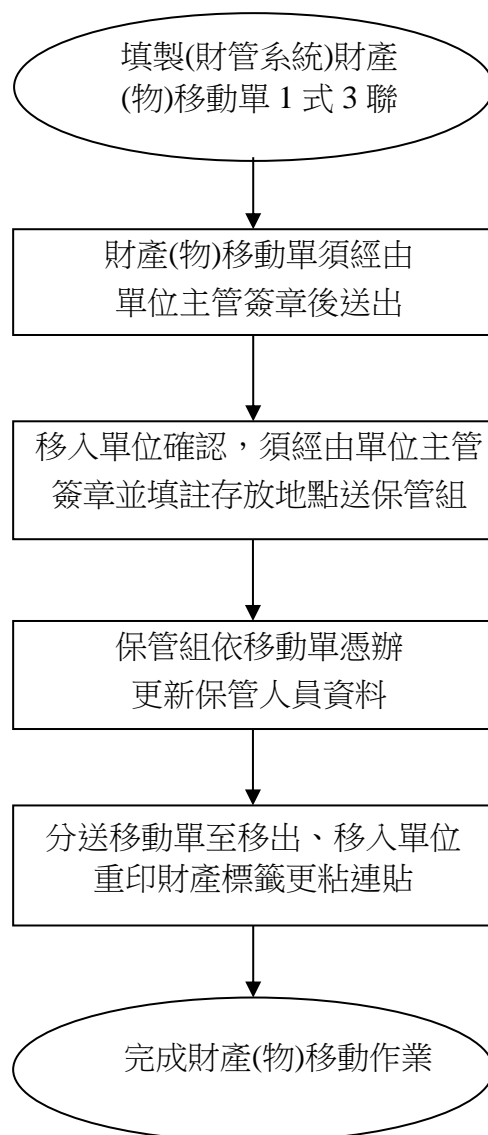 填製(財管系統)財產
(物)移動單 1 式 3 聯
財產(物)移動單須經由
單位主管簽章後送出
移入單位確認，須經由單位主管
簽章並填註存放地點送保管組
保管組依移動單憑辦
更新保管人員資料
分送移動單至移出、移入單位
重印財產標籤更粘連貼
完成財產(物)移動作業